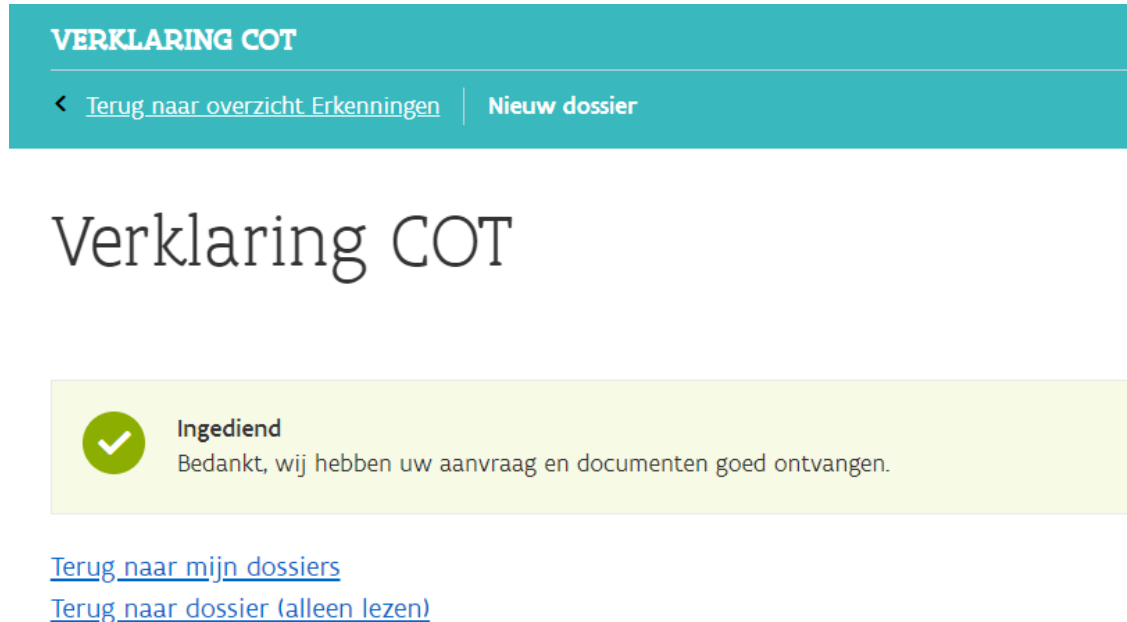 VERKLARING COT
Terug naar overzicht Erkenningen Nieuw dossier
Verklaring COT
Ingediend
Bedankt, wij hebben uw aanvraag en documenten goed ontvangen.
Terug naar mijn dossiers
Terug naar dossier (alleen lezen)